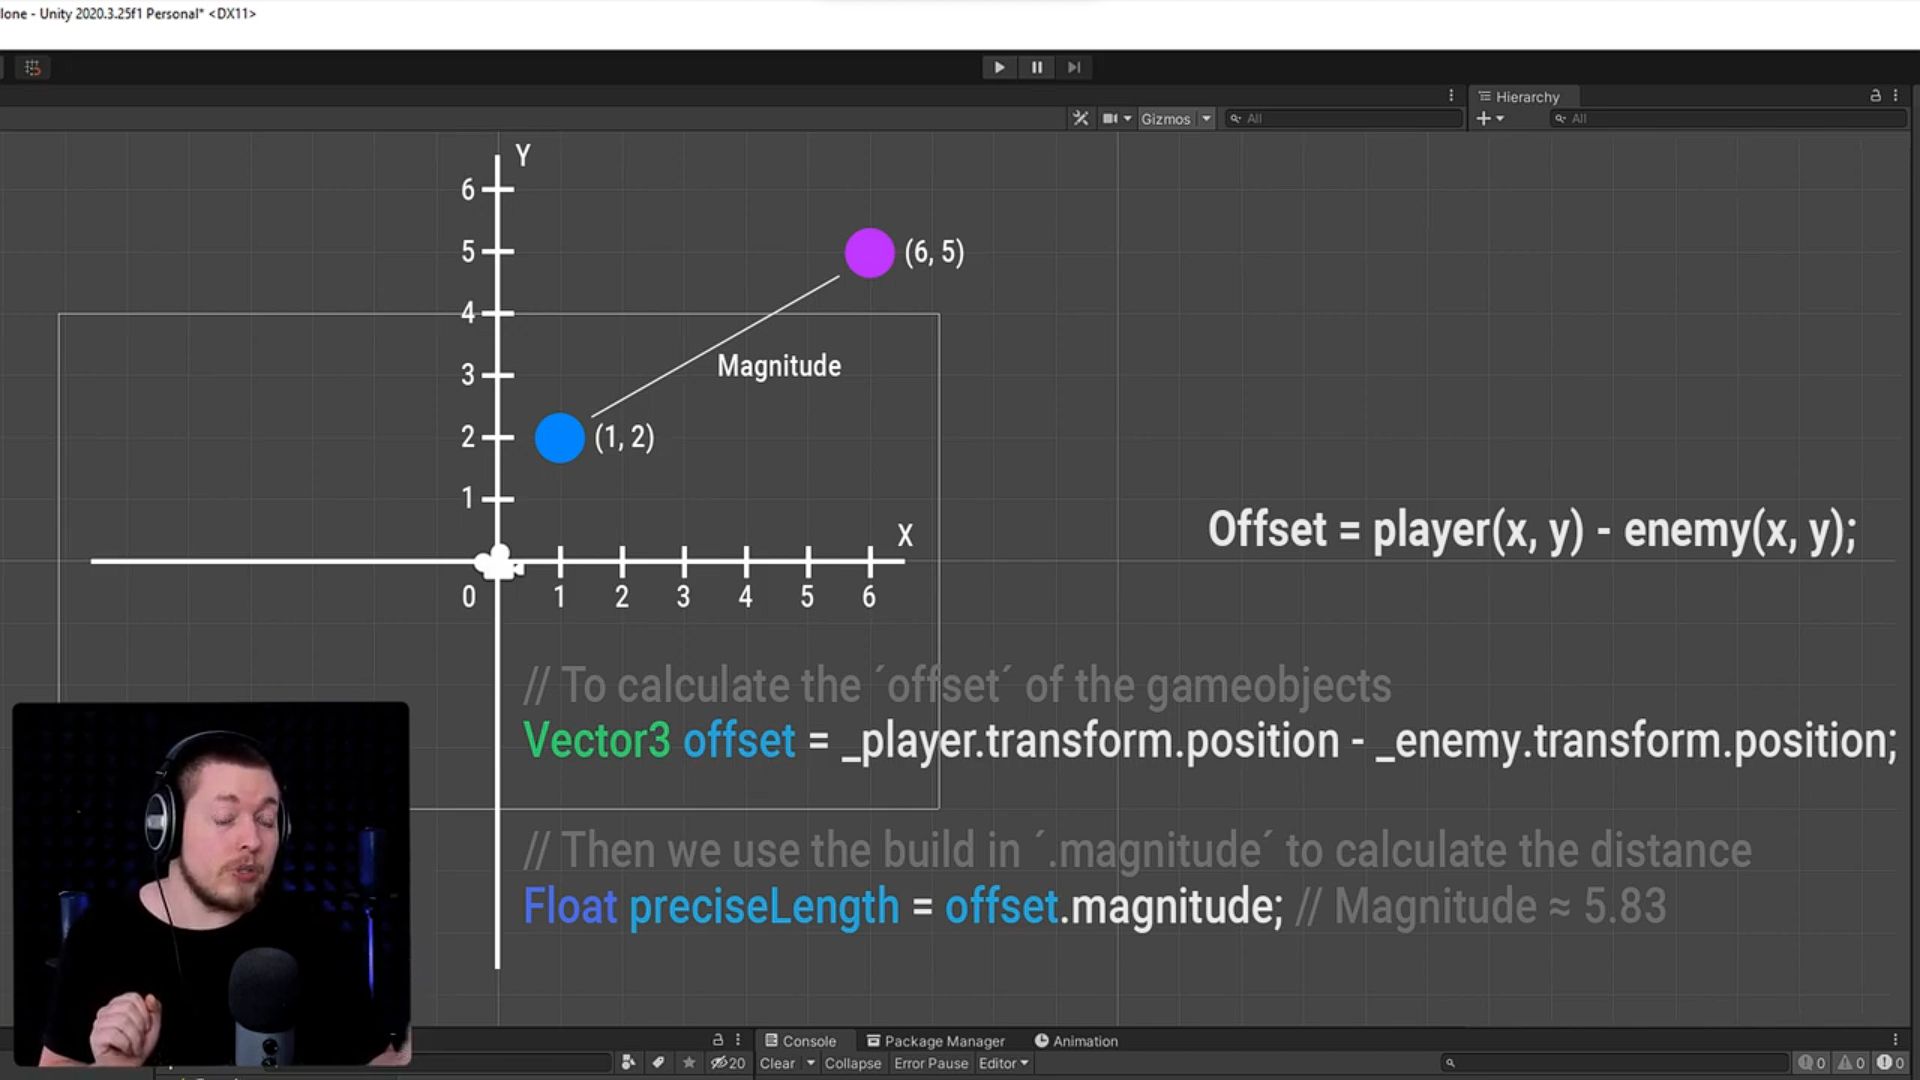 lone - Unity 2020.3.25f1 Personal* <DX11>
Hierarchy
Gizmos
All
All
Y
6
5
(6, 5)
4
3
Magnitude
2
(1, 2)
1
X
0
1
2
3
4
5
6
Offset = player(x, y) - enemy(x, y);
// To calculate the ´offset´ of the gameobjects
Vector3 offset = _player.transform.position - _enemy.transform.position;
// Then we use the build in ´.magnitude´ to calculate the distance
Float preciseLength = offset.magnitude; // Magnitude ≈ 5.83
Console
Package Manager
Animation
20
Clear
Collapse
Error Pause
Editor
0
0
0